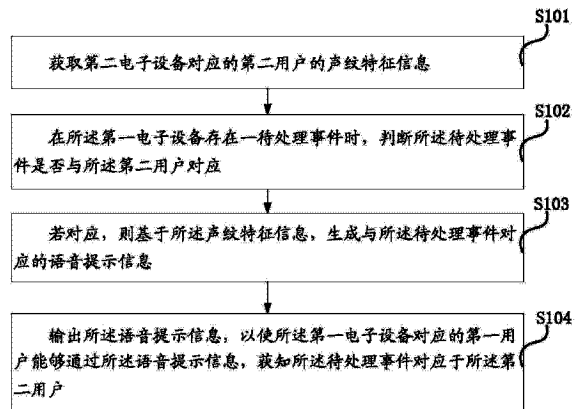 S101
获取第二电子设备对应的第二用户的声纹特征信息
S102
在所述第一电子设备存在一待处理事件时，判断所述待处理事
件是否与所述第二用户对应
S103
若对应，则基于所述声纹特征信息，生成与所述待处理事件对
应的语音提示信息
S104
输出所述语音提示信息，以使所述第一电子设备对应的第一用
户能够通过所述语音提示信息，获知所述待处理事件对应于所述第
二用户